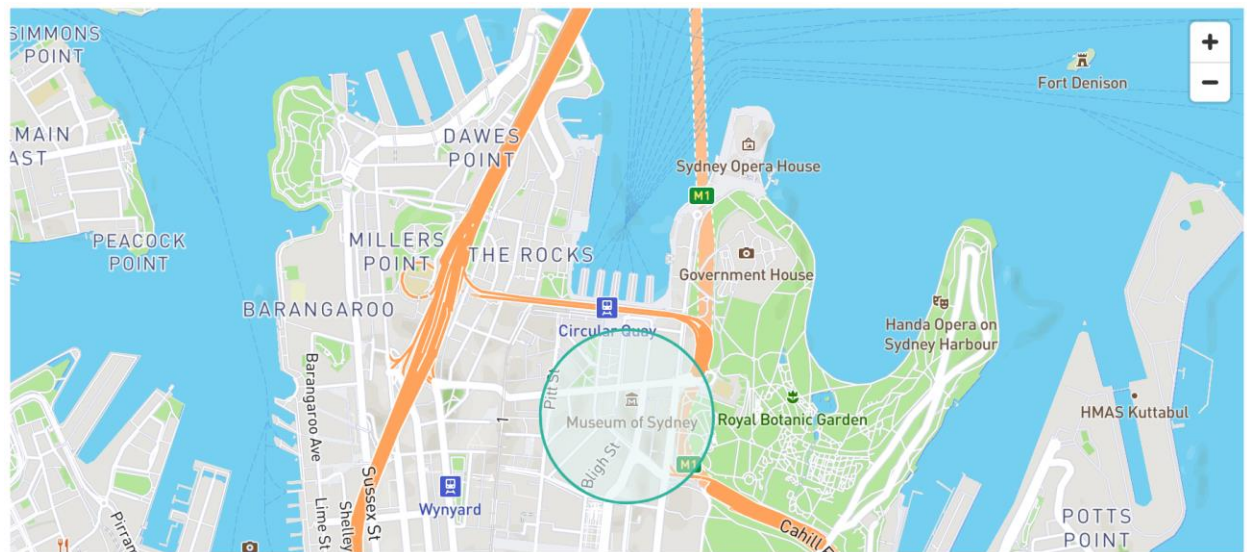 SIMMONS
POINT
+
−
Fort Denison
MAIN
AST
DAWES
POINT
Sydney Opera House
M1
PEACOCK
POINT
MILLERS
POINT
THE ROCKS
Government House
BARANGAROO
Circular Quay
Handa Opera on
Sydney Harbour
Barangaroo Ave
Pitt St
Museum of Sydney
Royal Botanic Garden
HMAS Kuttabul
Bligh St
M1
Sussex St
Wynyard
Lime St
Shelley
Pirram
Cahill
POTTS
POINT